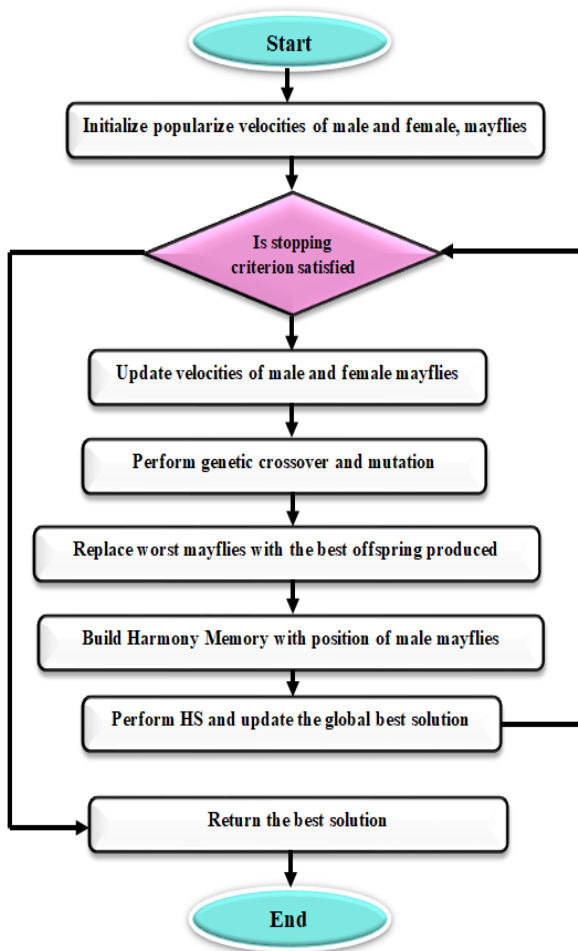 Start
Initialize popularize velocities of male and female, mayflies
Is stopping
criterion satisfied
Update velocities of male and female mayflies
Perform genetic crossover and mutation
Replace worst mayflies with the best offspring produced
Build Harmony Memory with position of male mayflies
Perform HS and update the global best solution
Return the best solution
End